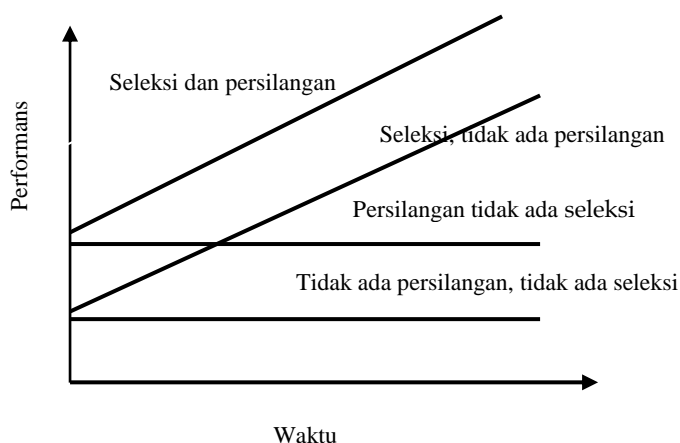 Seleksi dan persilangan
Performans
Seleksi, tidak ada persilangan
Persilangan tidak ada seleksi
Tidak ada persilangan, tidak ada seleksi
Waktu